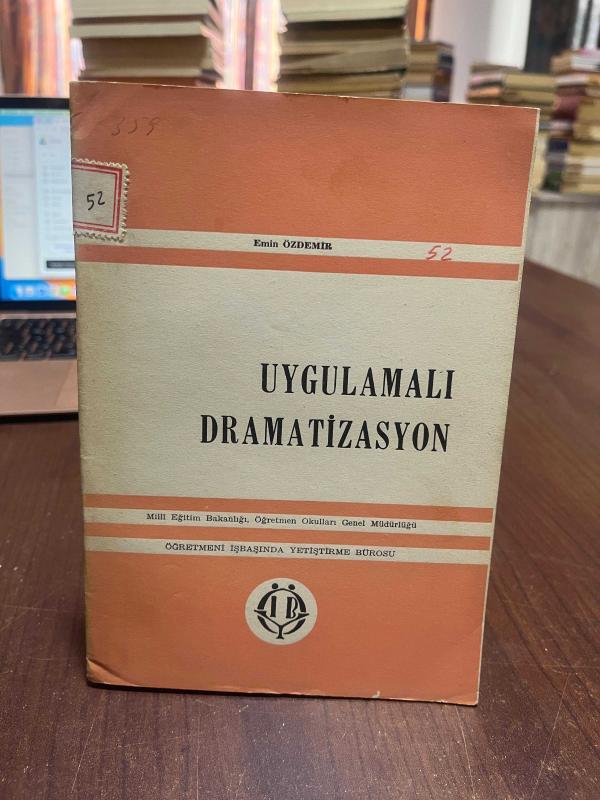 359
52
Emin ÖZDEMİR
52
UYGULAMALI
DRAMATİZASYON
Millî Eğitim Bakanlığı, Öğretmen Okulları Genel Müdürlüğü
ÖĞRETMENİ İŞBAŞINDA YETİŞTİRME BÜROSU
İB